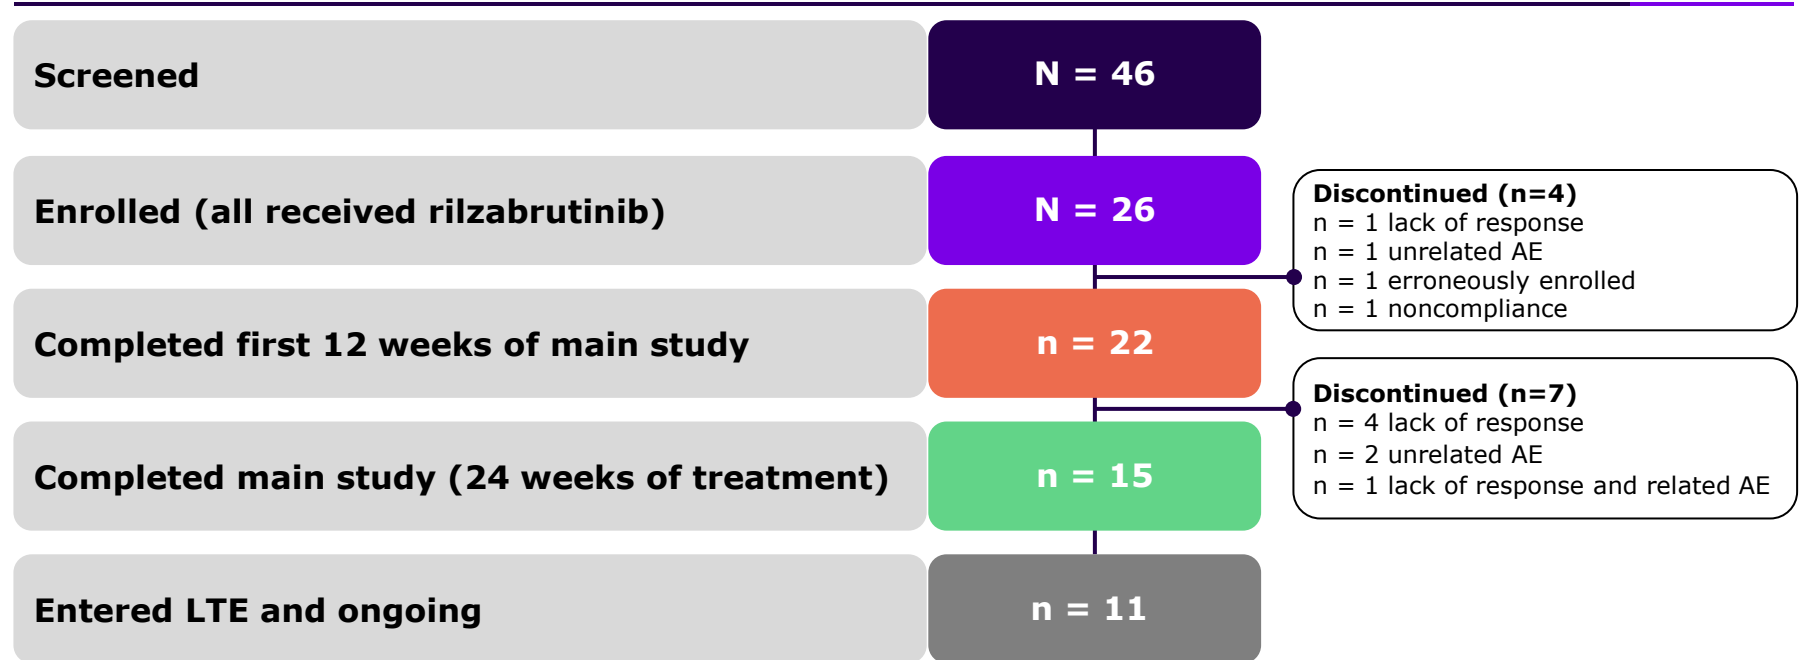 Screened
N = 46
Enrolled (all received rilzabrutinib)
N = 26
Discontinued (n=4)
n = 1 lack of response
n = 1 unrelated AE
n = 1 erroneously enrolled
n = 1 noncompliance
Completed first 12 weeks of main study
n = 22
Discontinued (n=7)
n = 4 lack of response
n = 2 unrelated AE
n = 1 lack of response and related AE
Completed main study (24 weeks of treatment)
n = 15
Entered LTE and ongoing
n = 11